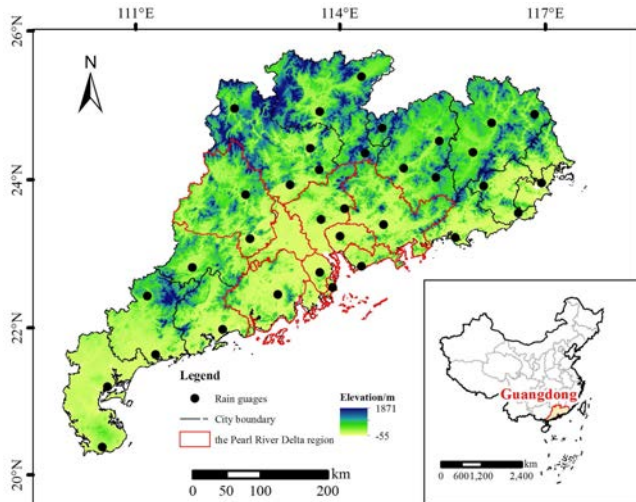 111°E 114°E 117°E
26°N
24°N
22°N
20°N
N
Legend
Rain guages
City boundary
the Pearl River Delta region
Elevation/m
1871
-55
km
0 50 100 200
Guangdong
km
0 6001,200 2,400